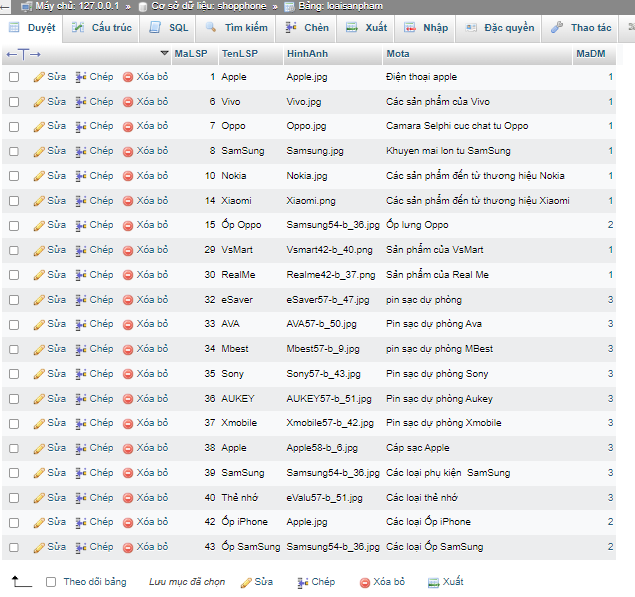 Máy chủ: 127.0.0.1 » Cơ sở dữ liệu: shopphone » Bảng: loaisanpham
Duyệt Cấu trúc SQL Tìm kiếm Chèn Xuất Nhập Đặc quyền Thao tác
←T→ MaLSP TenLSP HinhAnh Mota MaDM
Sửa Chép Xóa bỏ 1 Apple Apple.jpg Điện thoại apple 1
Sửa Chép Xóa bỏ 6 Vivo Vivo.jpg Các sản phẩm của Vivo 1
Sửa Chép Xóa bỏ 7 Oppo Oppo.jpg Camara Selphi cuc chat tu Oppo 1
Sửa Chép Xóa bỏ 8 SamSung Samsung.jpg Khuyen mai lon tu SamSung 1
Sửa Chép Xóa bỏ 10 Nokia Nokia.jpg Các sản phẩm đến từ thương hiệu Nokia 1
Sửa Chép Xóa bỏ 14 Xiaomi Xiaomi.png Các sản phẩm đến từ thương hiệu Xiaomi 1
Sửa Chép Xóa bỏ 15 Ốp Oppo Samsung54-b_36.jpg Ốp lưng Oppo 2
Sửa Chép Xóa bỏ 29 VsMart Vsmart42-b_40.png Sản phẩm của VsMart 1
Sửa Chép Xóa bỏ 30 RealMe Realme42-b_37.png Sản phẩm của Real Me 1
Sửa Chép Xóa bỏ 32 eSaver eSaver57-b_47.jpg pin sạc dự phòng 3
Sửa Chép Xóa bỏ 33 AVA AVA57-b_50.jpg Pin sạc dự phòng Ava 3
Sửa Chép Xóa bỏ 34 Mbest Mbest57-b_9.jpg pin sạc dự phòng MBest 3
Sửa Chép Xóa bỏ 35 Sony Sony57-b_43.jpg Pin sạc dự phòng Sony 3
Sửa Chép Xóa bỏ 36 AUKEY AUKEY57-b_51.jpg Pin sạc dự phòng Aukey 3
Sửa Chép Xóa bỏ 37 Xmobile Xmobile57-b_42.jpg Pin sạc dự phòng Xmobile 3
Sửa Chép Xóa bỏ 38 Apple Apple58-b_6.jpg Cáp sạc Apple 3
Sửa Chép Xóa bỏ 39 SamSung Samsung54-b_36.jpg Các loại phụ kiện SamSung 3
Sửa Chép Xóa bỏ 40 Thẻ nhớ eValu57-b_51.jpg Các loại thẻ nhớ 3
Sửa Chép Xóa bỏ 42 Ốp iPhone Apple.jpg Các loại Ốp iPhone 2
Sửa Chép Xóa bỏ 43 Ốp SamSung Samsung54-b_36.jpg Các loại Ốp SamSung 2
Theo dõi bảng Lưu mục đã chọn Sửa Chép Xóa bỏ Xuất